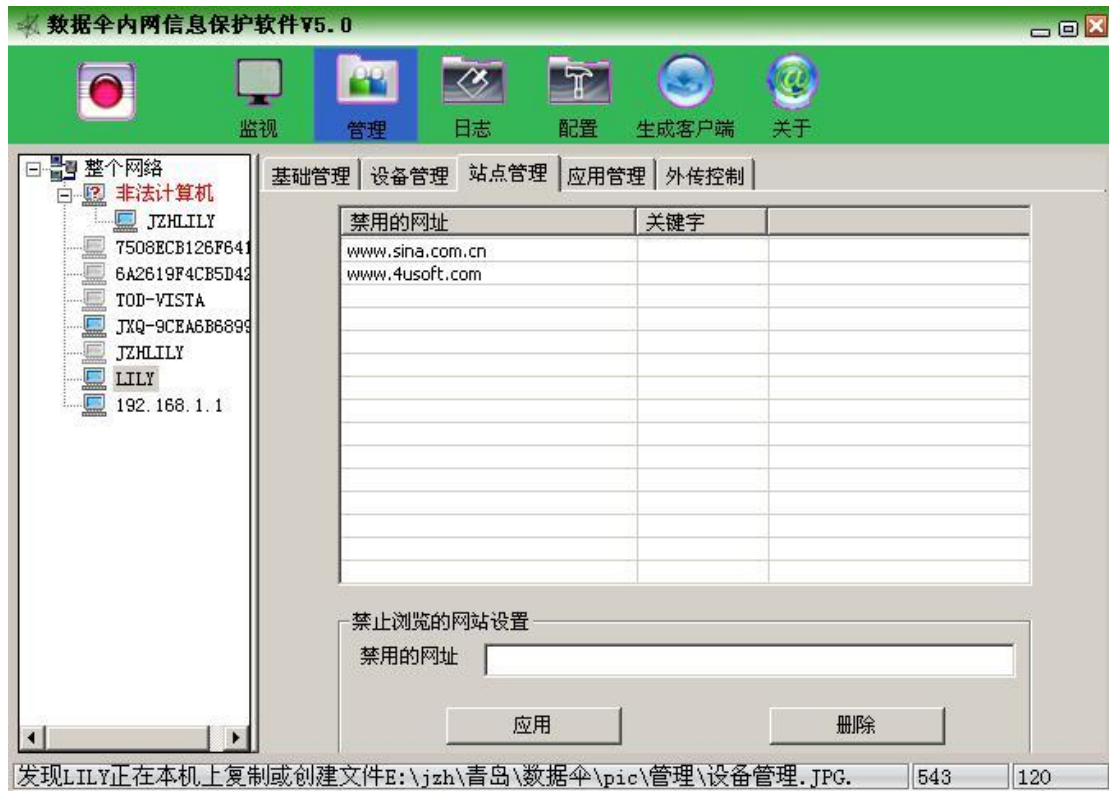 数据伞内网信息保护软件V5.0
监视 管理 日志 配置 生成客户端 关于
整个网络
非法计算机
JZHLILY
7508ECB126F641
6A2619F4CB5D42
TOD-VISTA
JXQ-9CEA6B6899
JZHLILY
LILY
192.168.1.1
基础管理 设备管理 站点管理 应用管理 外传控制
禁用的网址 关键字
www.sina.com.cn
www.4usoft.com
禁止浏览的网站设置
禁用的网址
应用 删除
发现LILY正在本机上复制或创建文件E:\jzh\青岛\数据伞\pic\管理\设备管理.JPG. 543 120